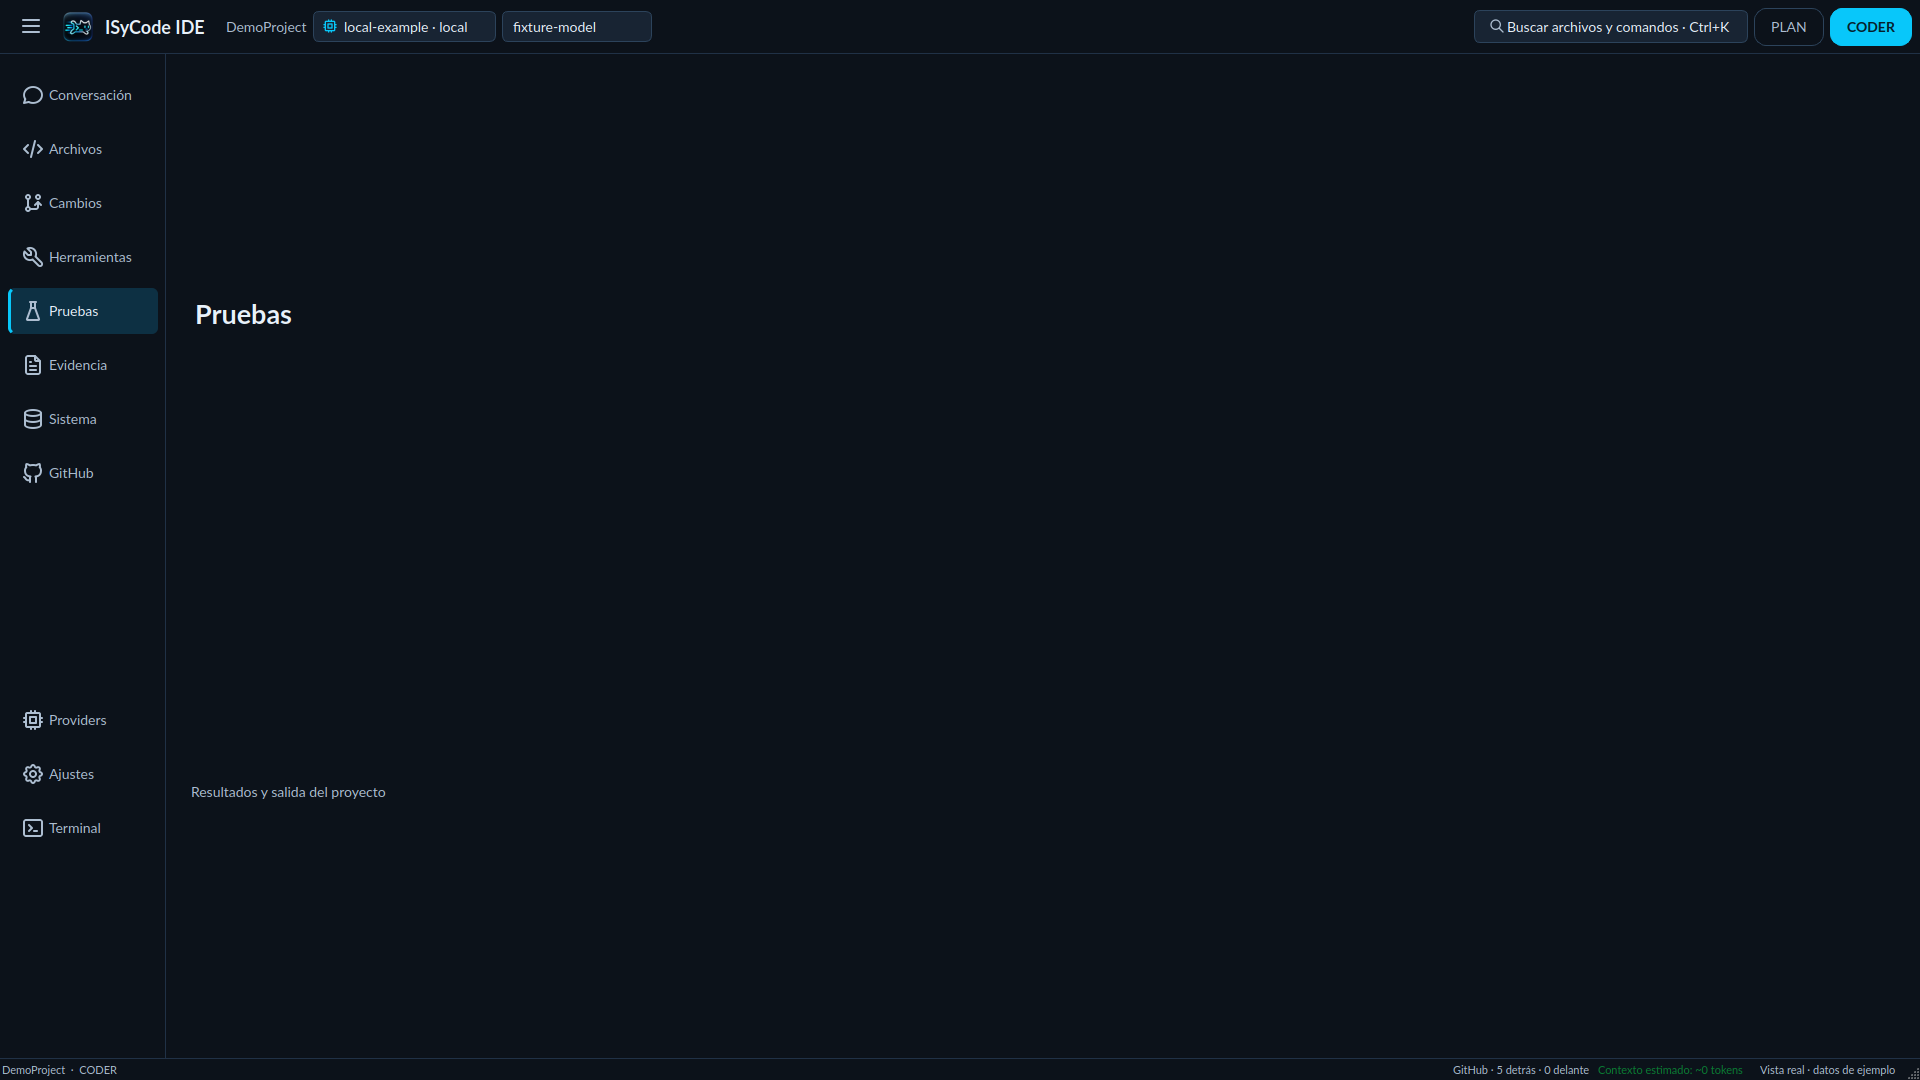 ISyCode IDE DemoProject local-example · local fixture-model Buscar archivos y comandos · Ctrl+K PLAN CODER
Conversación
Archivos
Cambios
Herramientas
Pruebas
Evidencia
Sistema
GitHub
Providers
Ajustes
Terminal
Pruebas
Resultados y salida del proyecto
DemoProject · CODER GitHub · 5 detrás · 0 delante Contexto estimado: ~0 tokens Vista real · datos de ejemplo